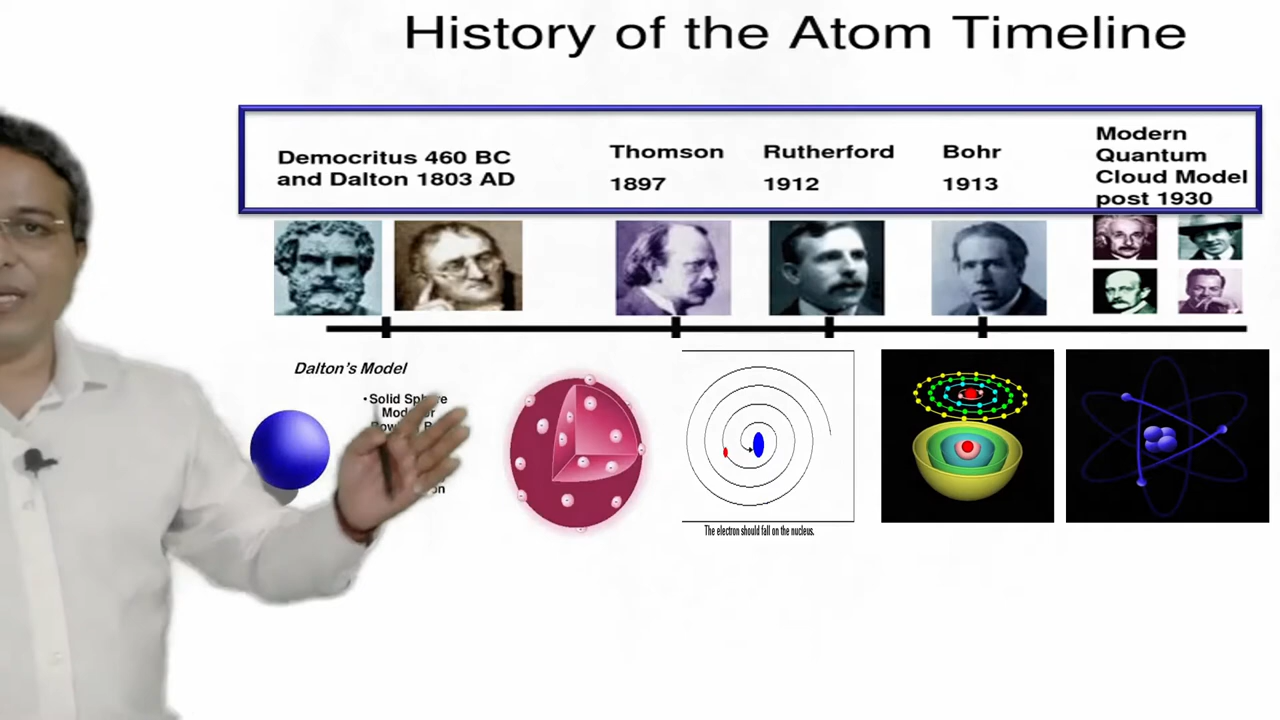 History of the Atom Timeline
Democritus 460 BC
and Dalton 1803 AD
Thomson
1897
Rutherford
1912
Bohr
1913
Modern
Quantum
Cloud Model
post 1930
Dalton's Model
• Solid Sphere
The electron should fall on the nucleus.